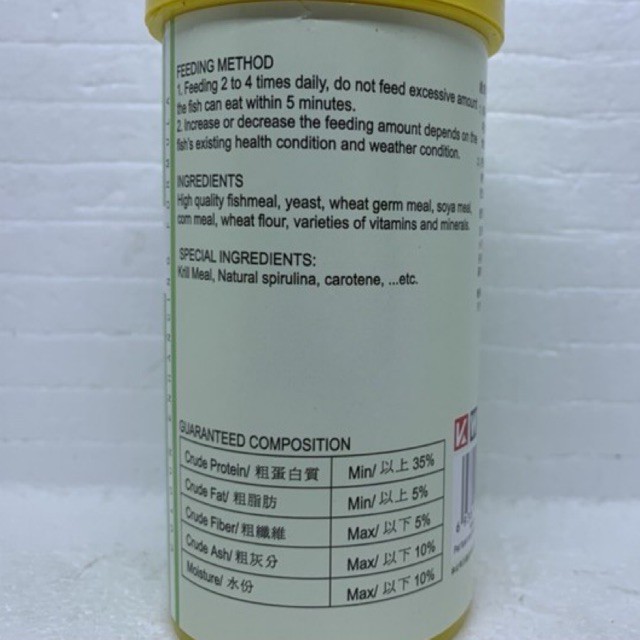 FEEDING METHOD
1. Feeding 2 to 4 times daily, do not feed excessive amount
the fish can eat within 5 minutes.
2. Increase or decrease the feeding amount depends on the
fish's existing health condition and weather condition.
INGREDIENTS
High quality fishmeal, yeast, wheat germ meal, soya meal,
corn meal, wheat flour, varieties of vitamins and minerals.
SPECIAL INGREDIENTS:
Krill Meal, Natural spirulina, carotene, ...etc.
GUARANTEED COMPOSITION
Crude Protein/ 粗蛋白質 Min/ 以上 35%
Crude Fat/ 粗脂肪 Min/ 以上 5%
Crude Fiber/ 粗纖維 Max/ 以下 5%
Crude Ash/ 粗灰分 Max/ 以下 10%
Moisture/ 水份 Max/ 以下 10%